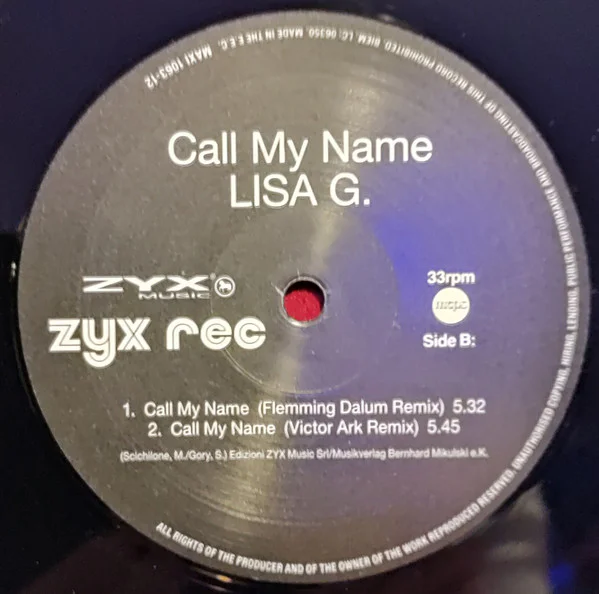 Call My Name
LISA G.
ZYX®
MUSIC
zyx rec
33rpm
mcps
Side B:
1. Call My Name (Flemming Dalum Remix) 5.32
2. Call My Name (Victor Ark Remix) 5.45
(Scichilone, M./Gory, S.) Edizioni ZYX Music Srl/Musikverlag Bernhard Mikulski e.K.
ALL RIGHTS OF THE PRODUCER AND OF THE OWNER OF THE WORK REPRODUCED RESERVED. UNAUTHORISED COPYING, HIRING, LENDING, PUBLIC PERFORMANCE AND BROADCASTING OF THIS RECORD PROHIBITED. BIEM. LC: 06350. MADE IN THE E.E.C. MAXI 1063-12